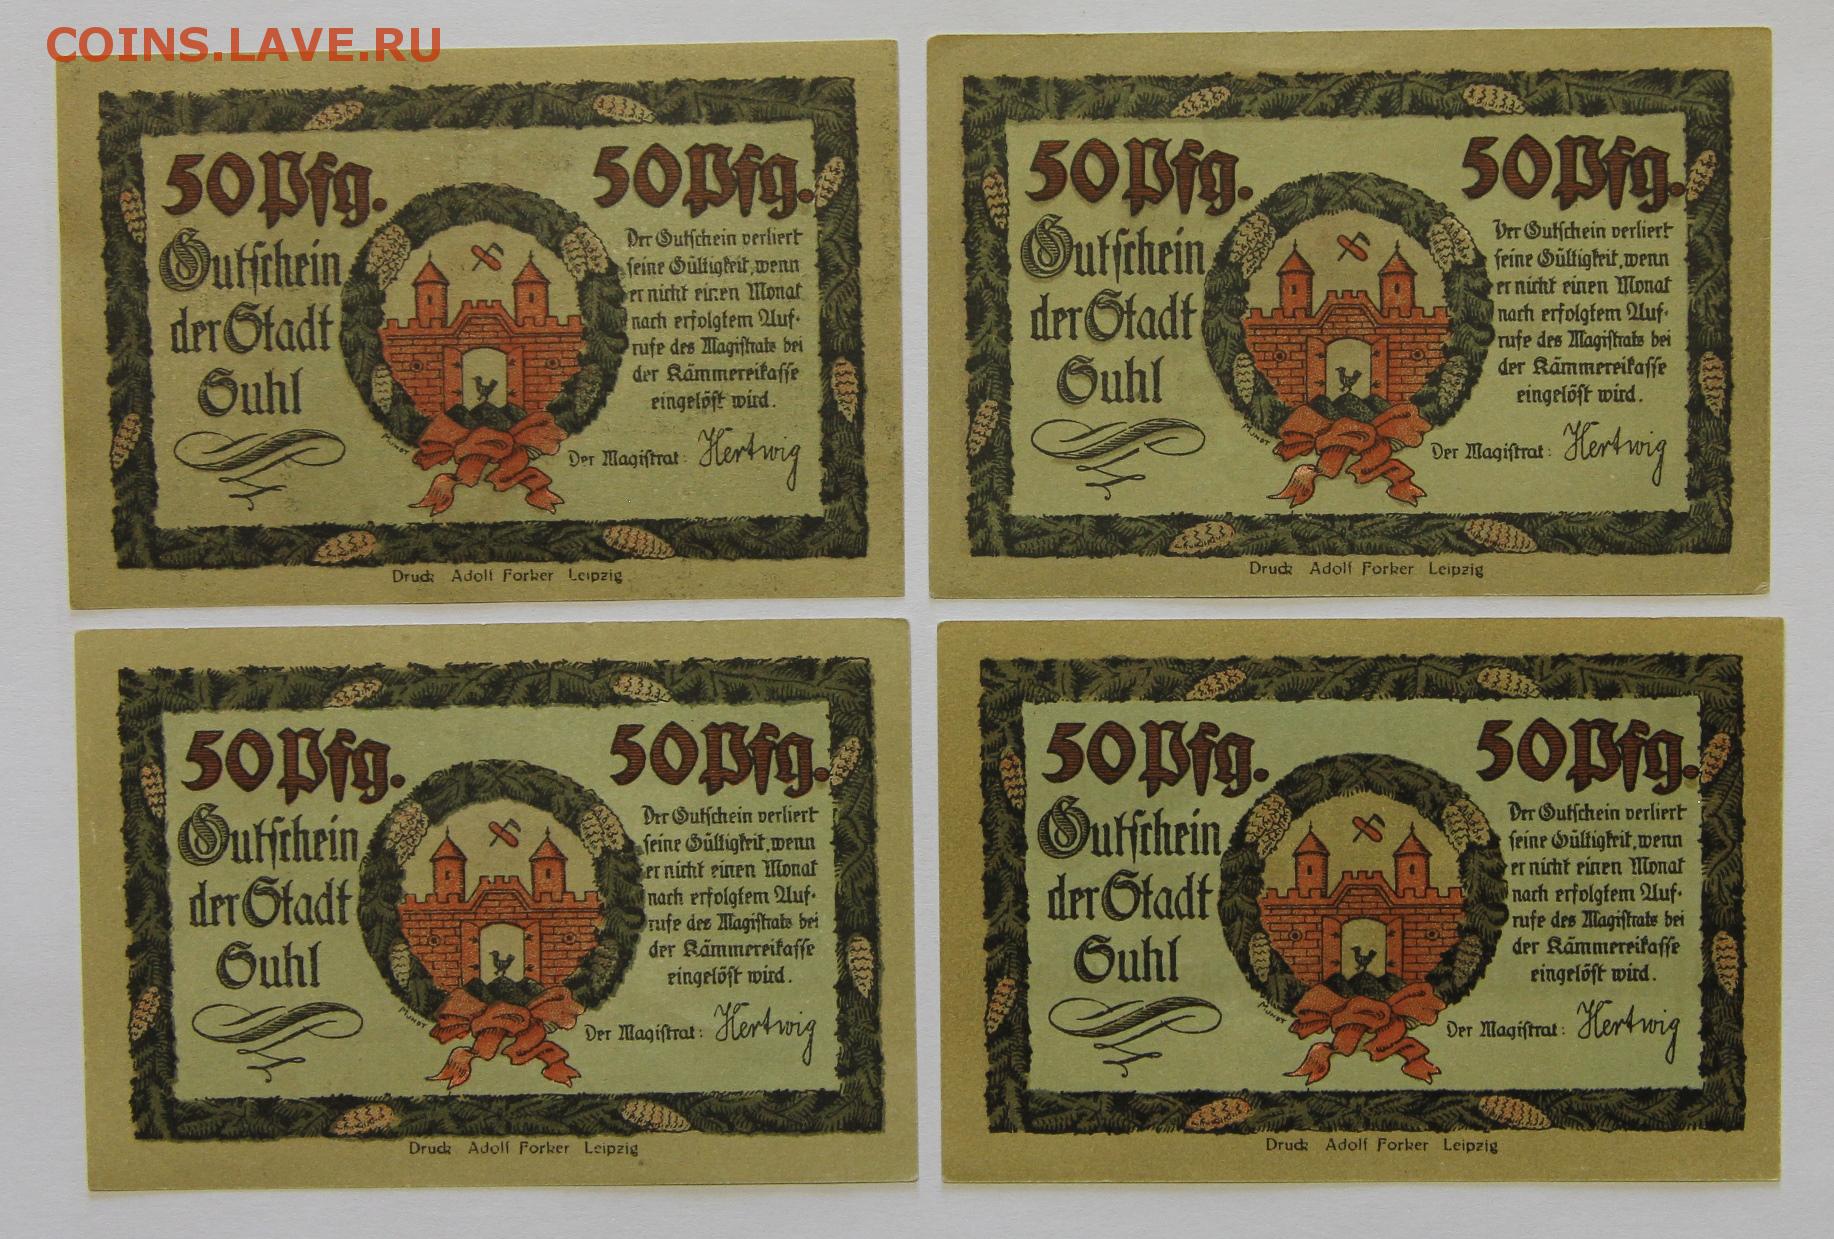 COINS.LAVE.RU
50 Pfg. 50 Pfg.
Gutschein
der Stadt
Suhl
Der Gutschein verliert
seine Gültigkeit, wenn
er nicht einen Monat
nach erfolgtem Auf-
rufe des Magistrats bei
der Kämmereikasse
eingelöst wird.
MUNDT
Der Magistrat: Hertwig
Druck Adolf Forker Leipzig
50 Pfg. 50 Pfg.
Gutschein
der Stadt
Suhl
Der Gutschein verliert
seine Gültigkeit, wenn
er nicht einen Monat
nach erfolgtem Auf-
rufe des Magistrats bei
der Kämmereikasse
eingelöst wird.
MUNDT
Der Magistrat: Hertwig
Druck Adolf Forker Leipzig
50 Pfg. 50 Pfg.
Gutschein
der Stadt
Suhl
Der Gutschein verliert
seine Gültigkeit, wenn
er nicht einen Monat
nach erfolgtem Auf-
rufe des Magistrats bei
der Kämmereikasse
eingelöst wird.
MUNDT
Der Magistrat: Hertwig
Druck Adolf Forker Leipzig
50 Pfg. 50 Pfg.
Gutschein
der Stadt
Suhl
Der Gutschein verliert
seine Gültigkeit, wenn
er nicht einen Monat
nach erfolgtem Auf-
rufe des Magistrats bei
der Kämmereikasse
eingelöst wird.
MUNDT
Der Magistrat: Hertwig
Druck Adolf Forker Leipzig